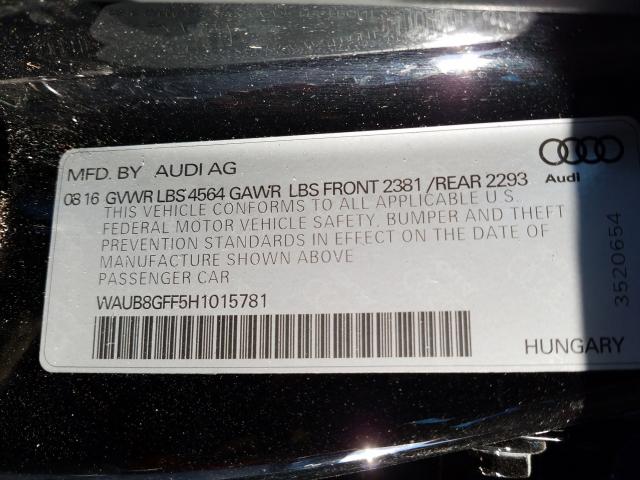 MFD. BY AUDI AG
08 16 GVWR LBS 4564 GAWR LBS FRONT 2381 /REAR 2293
THIS VEHICLE CONFORMS TO ALL APPLICABLE U.S.
FEDERAL MOTOR VEHICLE SAFETY, BUMPER AND THEFT
PREVENTION STANDARDS IN EFFECT ON THE DATE OF
MANUFACTURE SHOWN ABOVE
PASSENGER CAR
WAUB8GFF5H1015781
HUNGARY
Audi
3520654